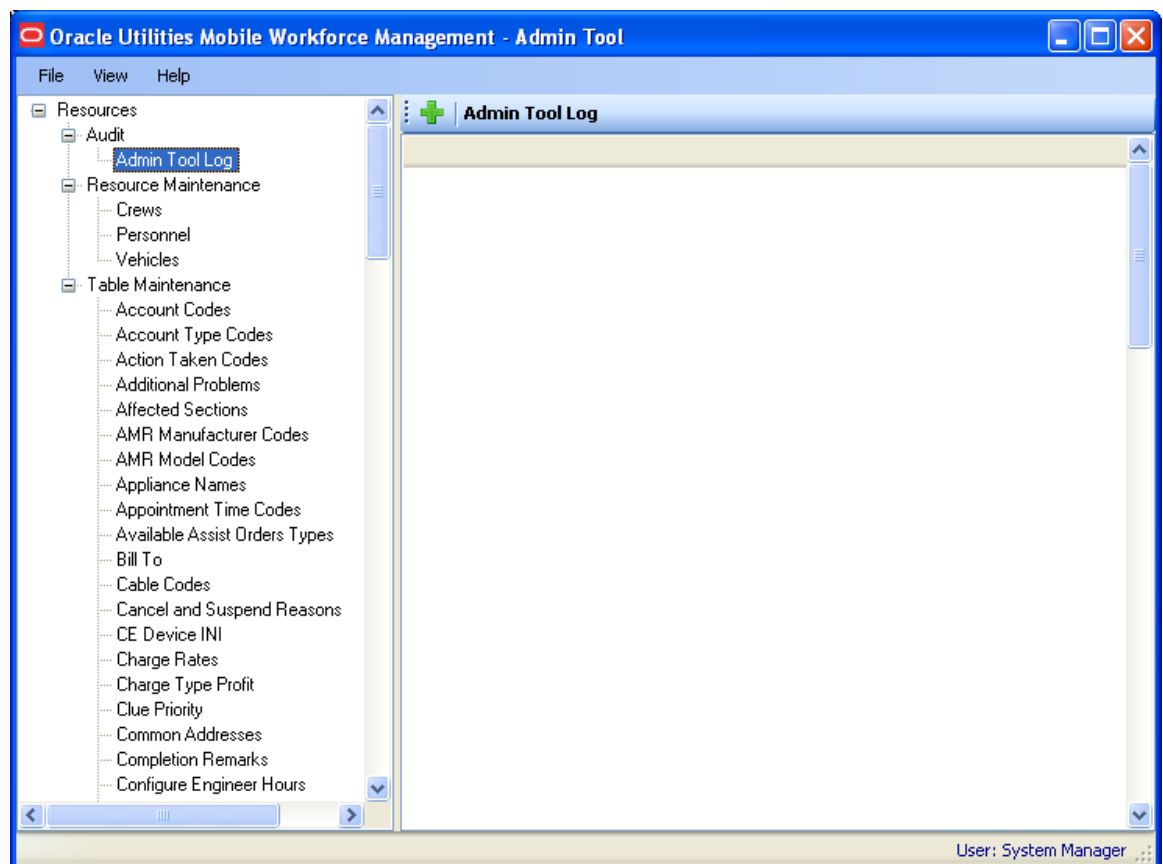 Oracle Utilities Mobile Workforce Management - Admin Tool
File View Help
Resources
Audit
Admin Tool Log
Resource Maintenance
Crews
Personnel
Vehicles
Table Maintenance
Account Codes
Account Type Codes
Action Taken Codes
Additional Problems
Affected Sections
AMR Manufacturer Codes
AMR Model Codes
Appliance Names
Appointment Time Codes
Available Assist Orders Types
Bill To
Cable Codes
Cancel and Suspend Reasons
CE Device INI
Charge Rates
Charge Type Profit
Clue Priority
Common Addresses
Completion Remarks
Configure Engineer Hours
Admin Tool Log
User: System Manager